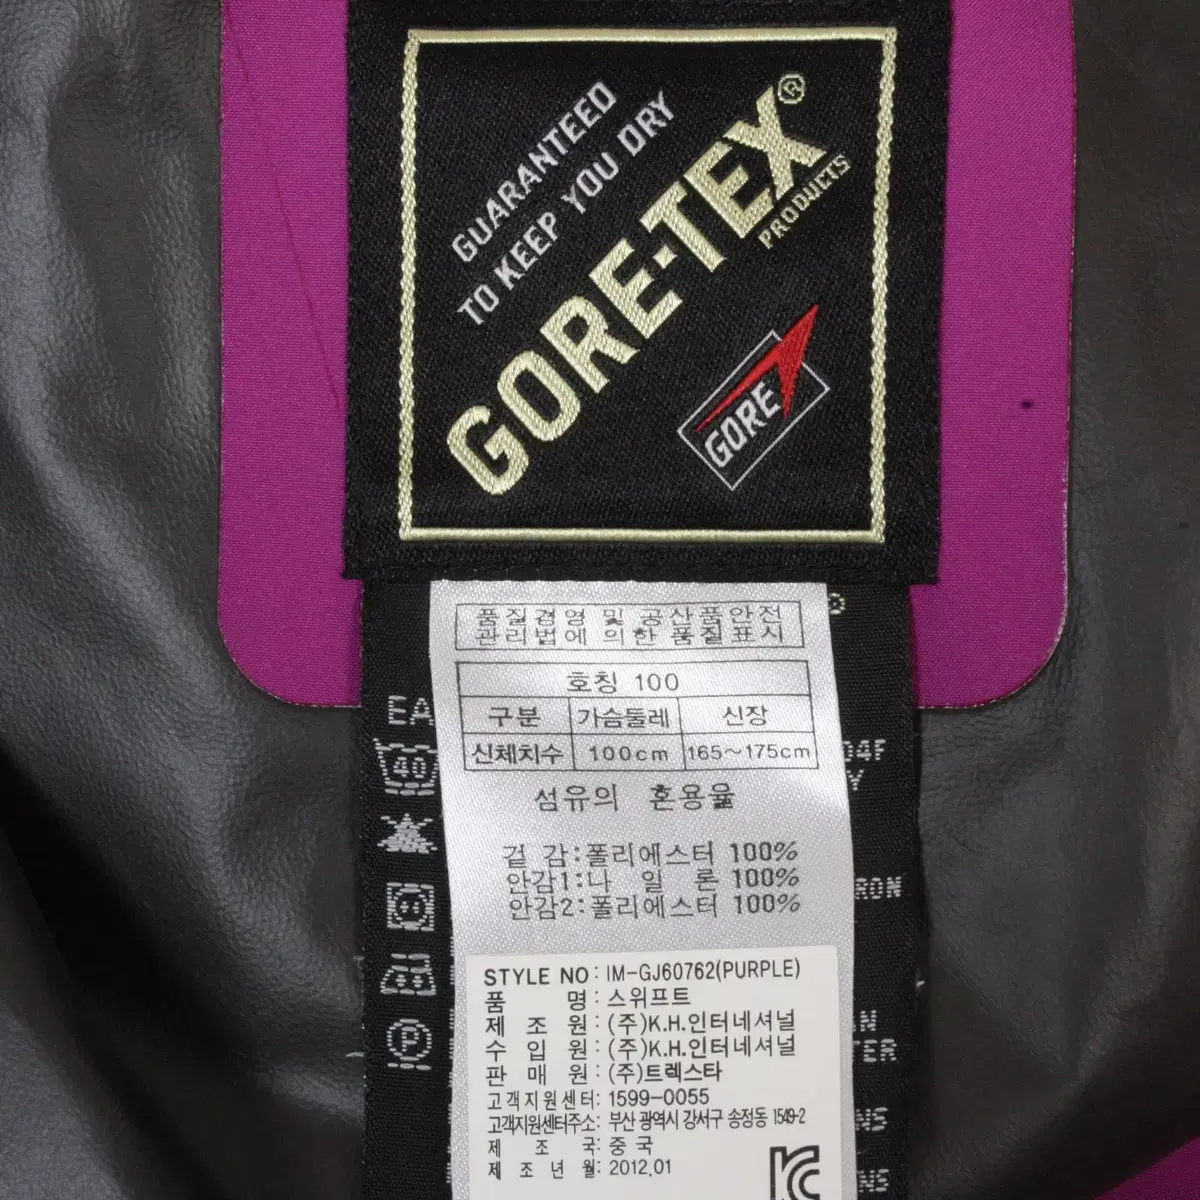 GUARANTEED
TO KEEP YOU DRY
GORE-TEX®
PRODUCTS
GORE
품질경영 및 공산품안전
관리법에 의한 품질표시
호칭 100
구분 가슴둘레 신장
신체치수 100cm 165~175cm
섬유의 혼용율
겉 감:폴리에스터 100%
안감1:나 일 론 100%
안감2:폴리에스터 100%
STYLE NO: IM-GJ60762(PURPLE)
품 명: 스위프트
제 조 원: (주)K.H.인터네셔널
수 입 원: (주)K.H.인터네셔널
판 매 원: (주)트렉스타
고객지원센터: 1599-0055
고객지원센터주소: 부산 광역시 강서구 송정동 1549-2
제 조 국: 중 국
제 조 년 월: 2012.01
EA
40
P
04F
Y
RON
N
TER
NS
NS